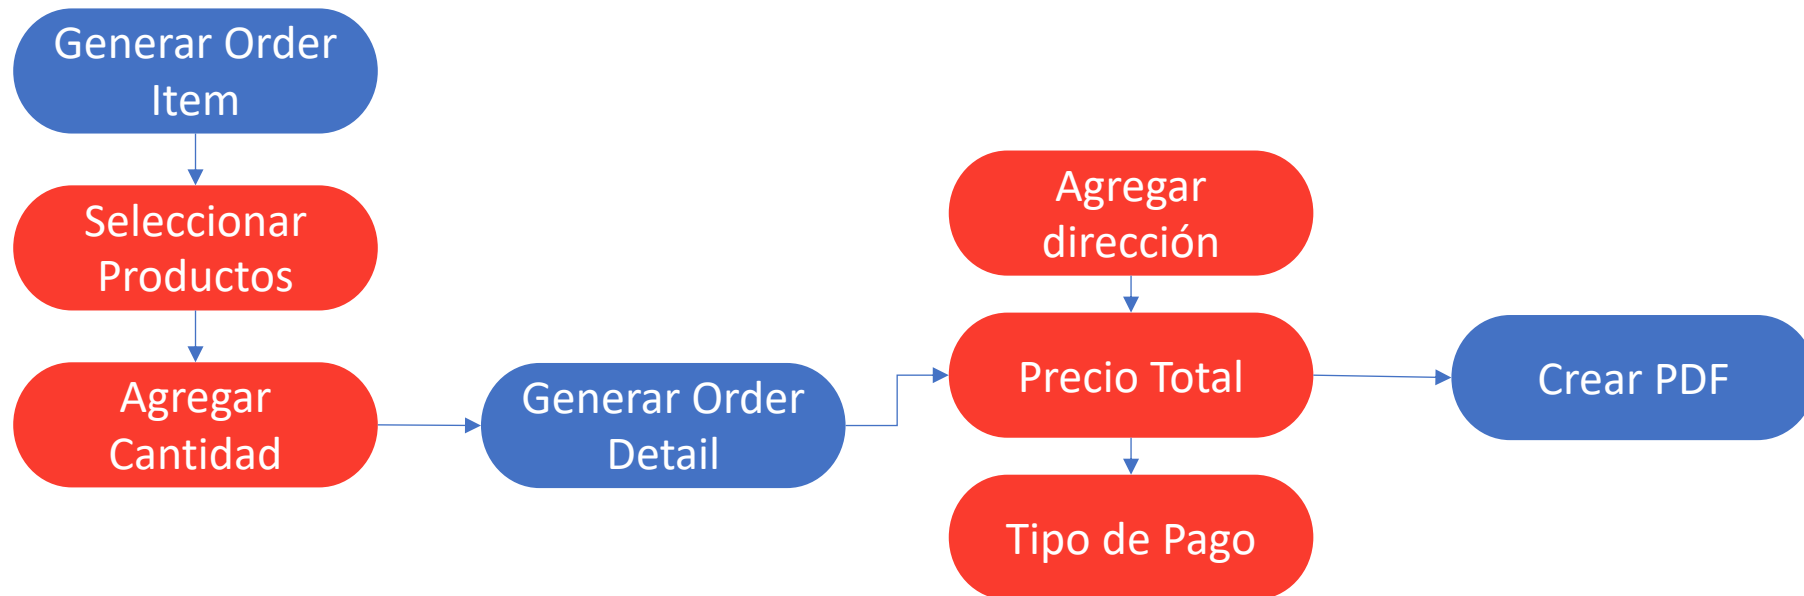 Generar Order
Item
Seleccionar
Productos
Agregar
Cantidad
Generar Order
Detail
Agregar
dirección
Precio Total
Tipo de Pago
Crear PDF